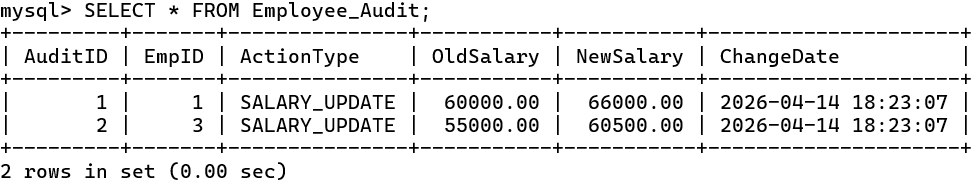 mysql> SELECT * FROM Employee_Audit;
+---------+-------+---------------+-----------+-----------+---------------------+
| AuditID | EmpID | ActionType    | OldSalary | NewSalary | ChangeDate          |
+---------+-------+---------------+-----------+-----------+---------------------+
|       1 |     1 | SALARY_UPDATE |  60000.00 |  66000.00 | 2026-04-14 18:23:07 |
|       2 |     3 | SALARY_UPDATE |  55000.00 |  60500.00 | 2026-04-14 18:23:07 |
+---------+-------+---------------+-----------+-----------+---------------------+
2 rows in set (0.00 sec)